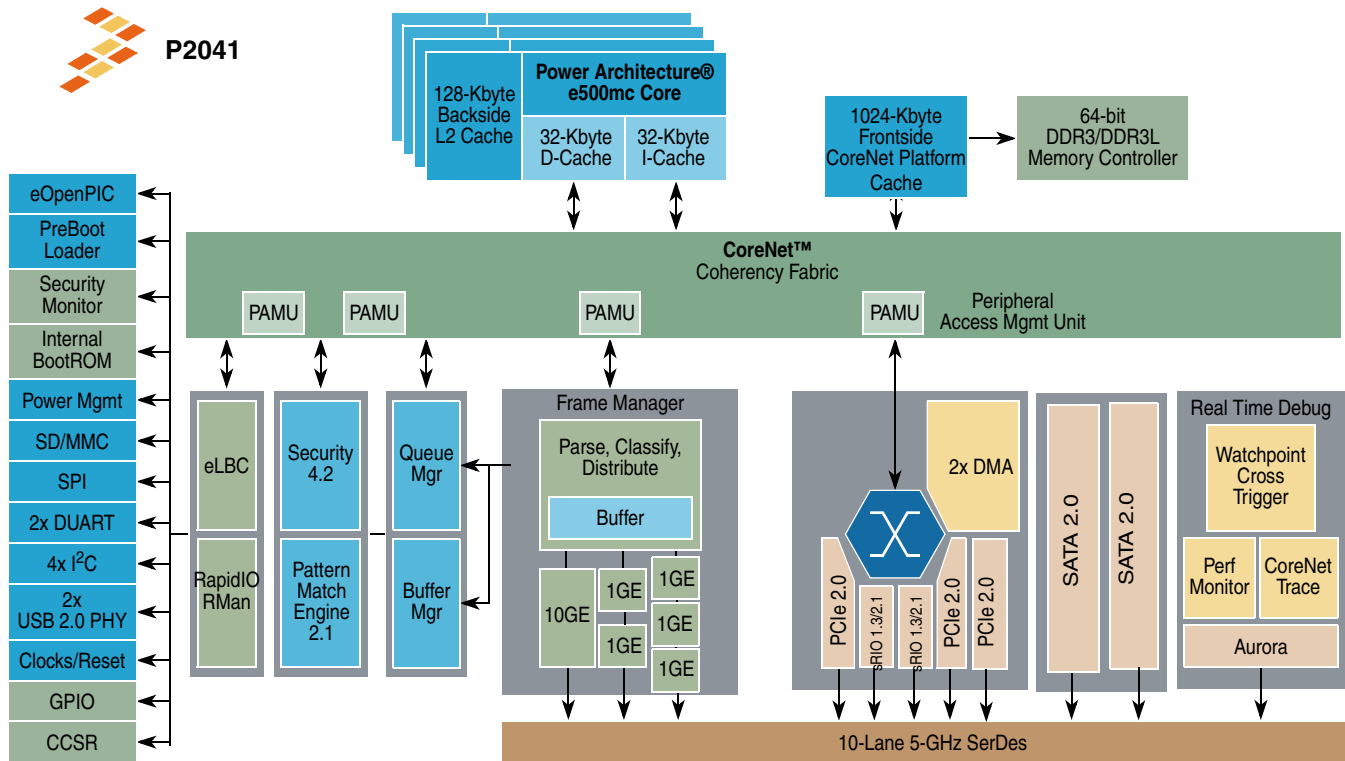 P2041
128-Kbyte
Backside
L2 Cache
Power Architecture®
e500mc Core
32-Kbyte
D-Cache
32-Kbyte
I-Cache
1024-Kbyte
Frontside
CoreNet Platform
Cache
64-bit
DDR3/DDR3L
Memory Controller
eOpenPIC
PreBoot
Loader
Security
Monitor
Internal
BootROM
Power Mgmt
SD/MMC
SPI
2x DUART
4x I²C
2x
USB 2.0 PHY
Clocks/Reset
GPIO
CCSR
CoreNet™
Coherency Fabric
PAMU
PAMU
PAMU
PAMU
Peripheral
Access Mgmt Unit
eLBC
RapidIO
RMan
Security
4.2
Pattern
Match
Engine
2.1
Queue
Mgr
Buffer
Mgr
Frame Manager
Parse, Classify,
Distribute
Buffer
10GE
1GE
1GE
1GE
1GE
1GE
2x DMA
PCIe 2.0
sRIO 1.3/2.1
sRIO 1.3/2.1
PCIe 2.0
PCIe 2.0
SATA 2.0
SATA 2.0
Real Time Debug
Watchpoint
Cross
Trigger
Perf
Monitor
CoreNet
Trace
Aurora
10-Lane 5-GHz SerDes